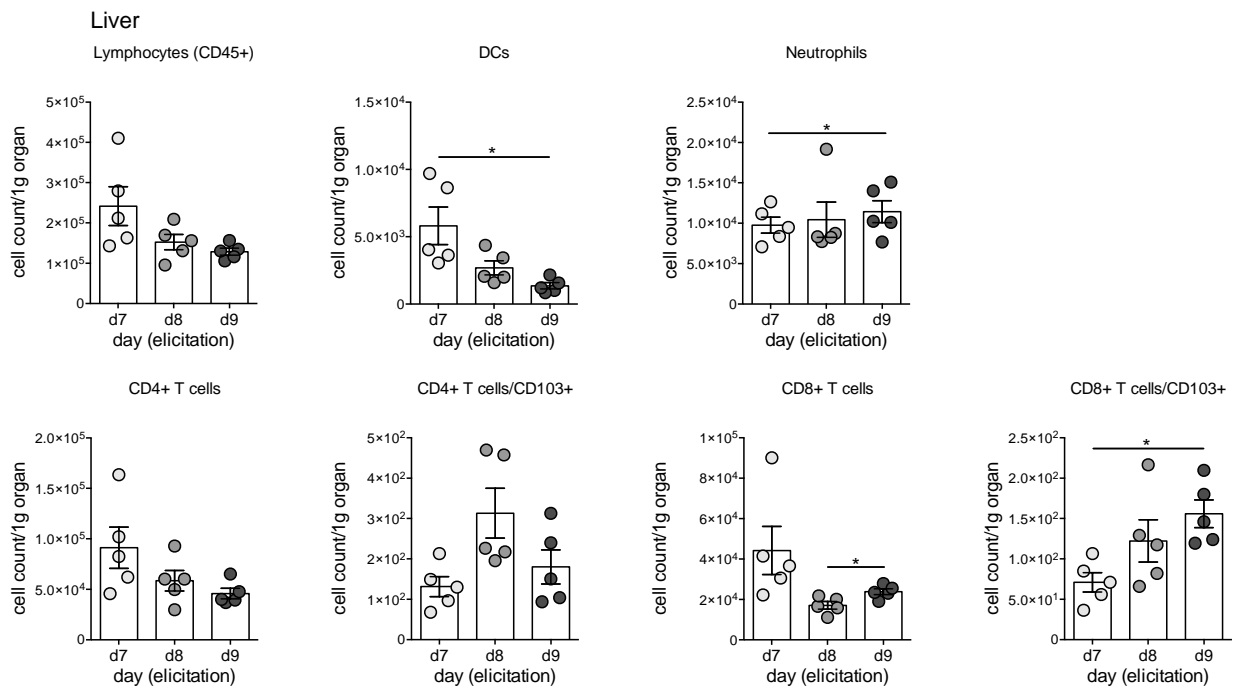 Liver
Lymphocytes (CD45+)
DCs
Neutrophils
cell count/1g organ
5×10⁵
4×10⁵
3×10⁵
2×10⁵
1×10⁵
0
d7 d8 d9
day (elicitation)
cell count/1g organ
1.5×10⁴
1.0×10⁴
5.0×10³
0
*
d7 d8 d9
day (elicitation)
cell count/1g organ
2.5×10⁴
2.0×10⁴
1.5×10⁴
1.0×10⁴
5.0×10³
0
*
d7 d8 d9
day (elicitation)
CD4+ T cells
CD4+ T cells/CD103+
CD8+ T cells
CD8+ T cells/CD103+
cell count/1g organ
2.0×10⁵
1.5×10⁵
1.0×10⁵
5.0×10⁴
0
d7 d8 d9
day (elicitation)
cell count/1g organ
5×10²
4×10²
3×10²
2×10²
1×10²
0
d7 d8 d9
day (elicitation)
cell count/1g organ
1×10⁵
8×10⁴
6×10⁴
4×10⁴
2×10⁴
0
*
d7 d8 d9
day (elicitation)
cell count/1g organ
2.5×10²
2.0×10²
1.5×10²
1.0×10²
5.0×10¹
0
*
d7 d8 d9
day (elicitation)